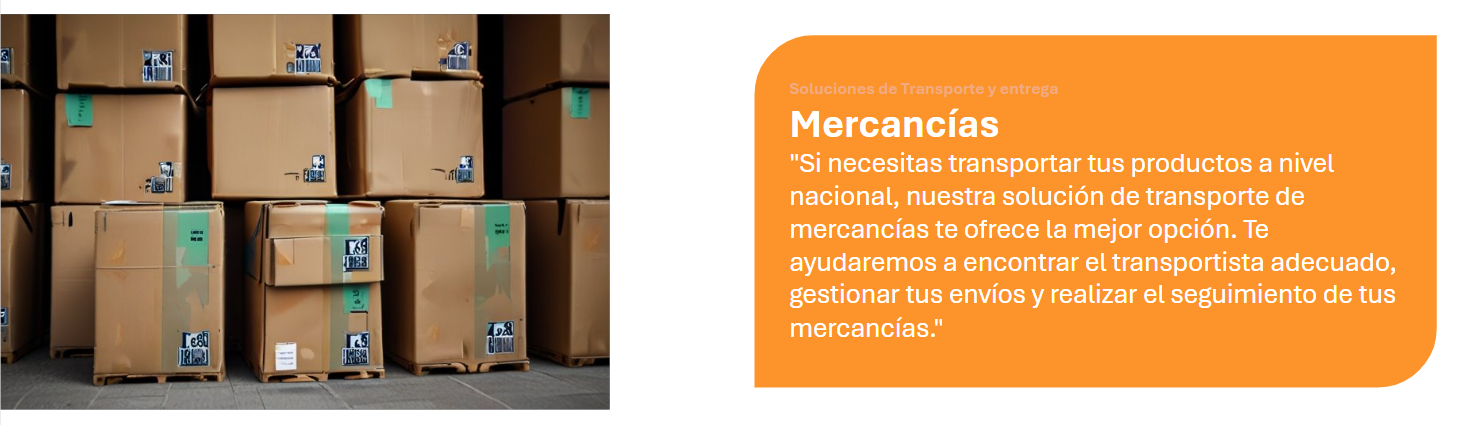 Soluciones de Transporte y entrega
Mercancías
"Si necesitas transportar tus productos a nivel
nacional, nuestra solución de transporte de
mercancías te ofrece la mejor opción. Te
ayudaremos a encontrar el transportista adecuado,
gestionar tus envíos y realizar el seguimiento de tus
mercancías."